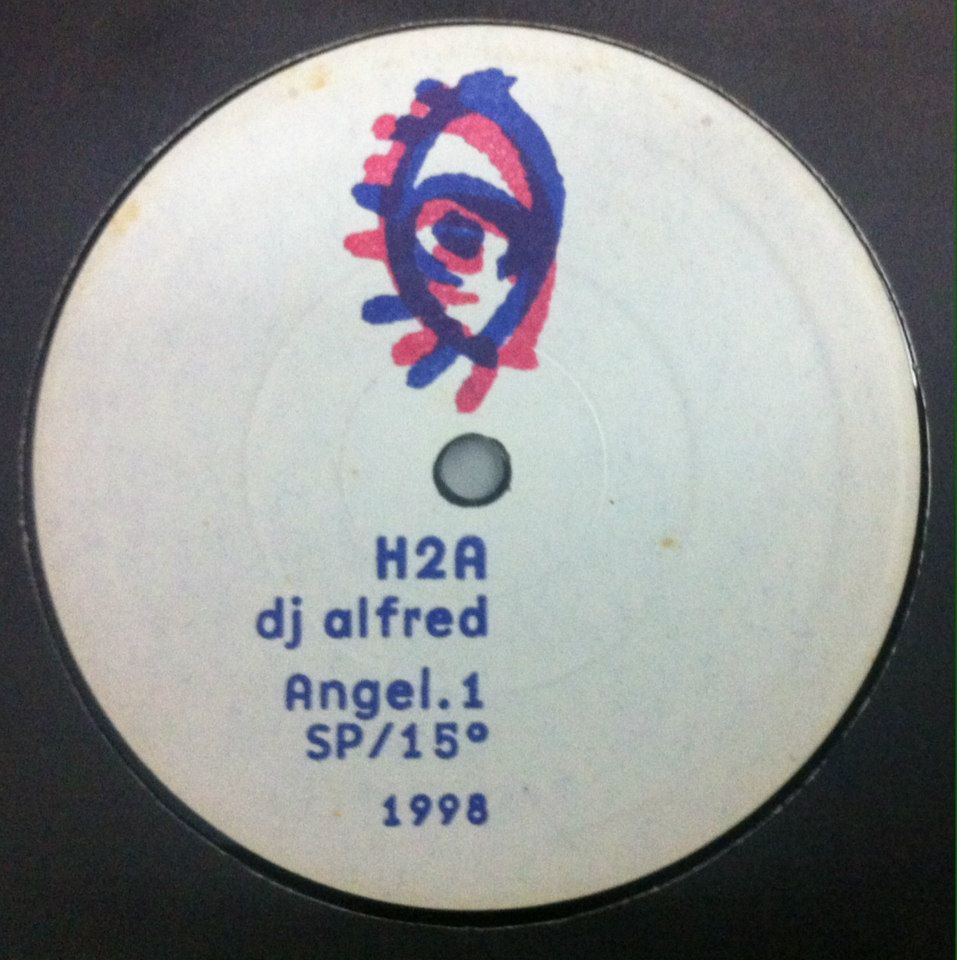 H2A
dj alfred
Angel.1
SP/15°
1998